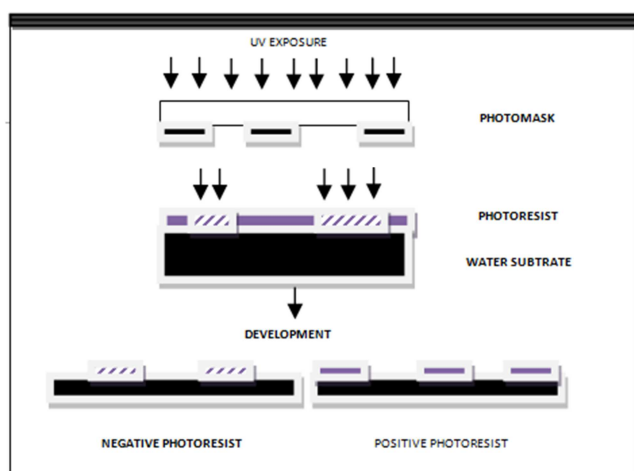 UV EXPOSURE
PHOTOMASK
PHOTORESIST
WATER SUBTRATE
DEVELOPMENT
NEGATIVE PHOTORESIST
POSITIVE PHOTORESIST